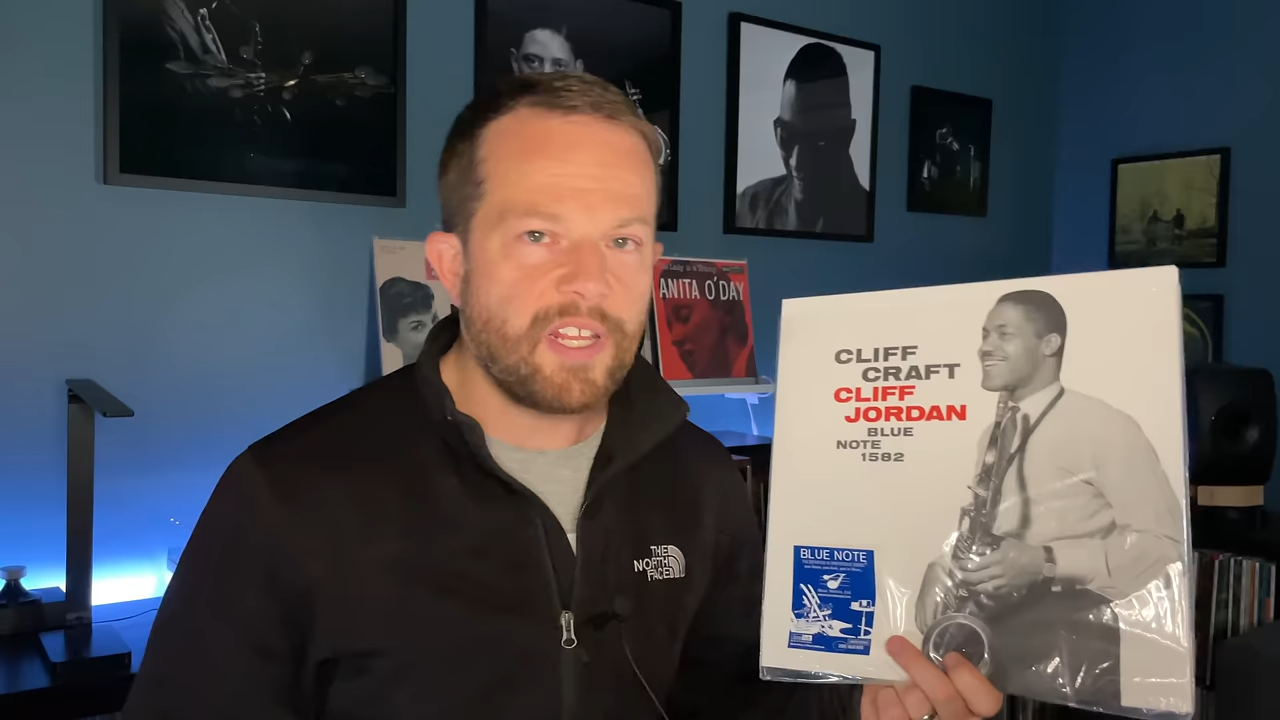 ANITA O'DAY
CLIFF
CRAFT
CLIFF
JORDAN
BLUE
NOTE
1582
BLUE NOTE
THE
NORTH
FACE